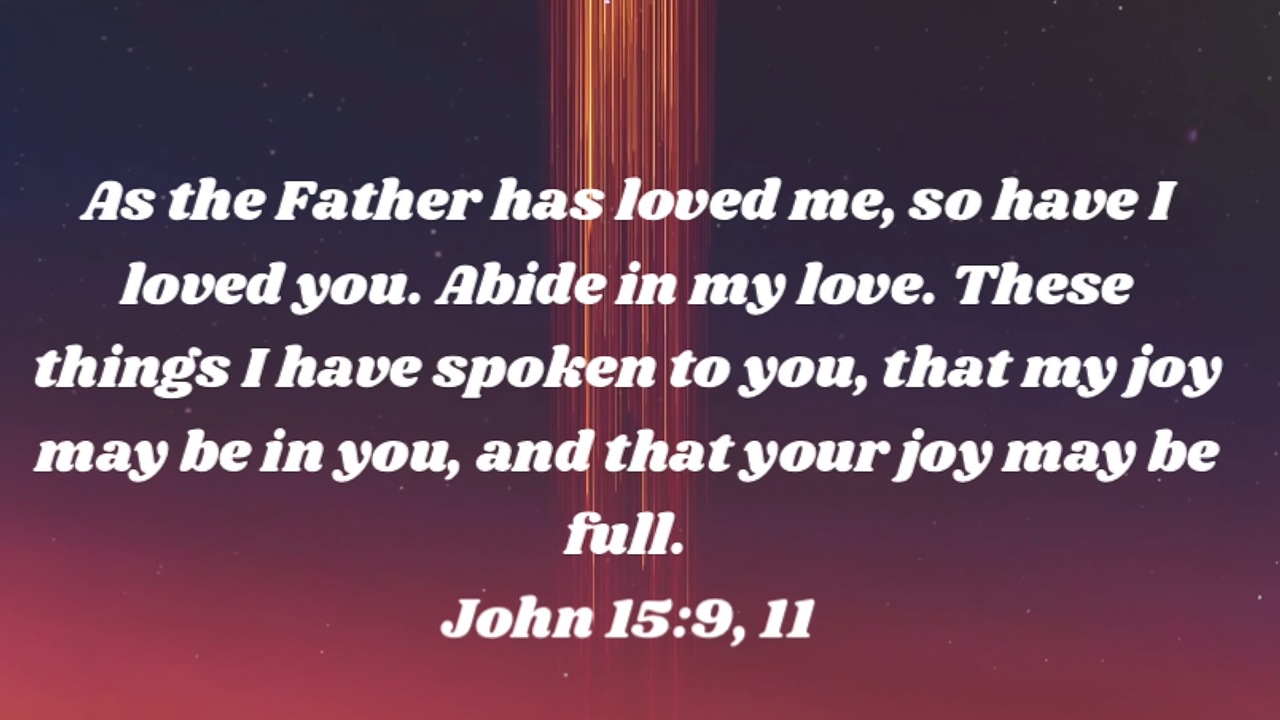 As the Father has loved me, so have I
loved you. Abide in my love. These
things I have spoken to you, that my joy
may be in you, and that your joy may be
full.
John 15:9, 11